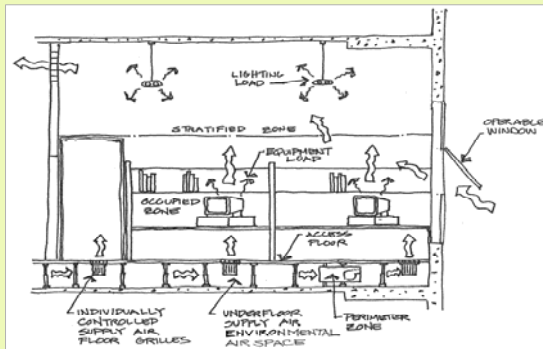 LIGHTING
LOAD
OPERABLE
WINDOW
STRATIFIED ZONE
EQUIPMENT
LOAD
OCCUPIED
ZONE
ACCESS
FLOOR
INDIVIDUALLY
CONTROLLED
SUPPLY AIR
FLOOR GRILLES
UNDERFLOOR
SUPPLY AIR
ENVIRONMENTAL
AIR SPACE
PERIMETER
ZONE